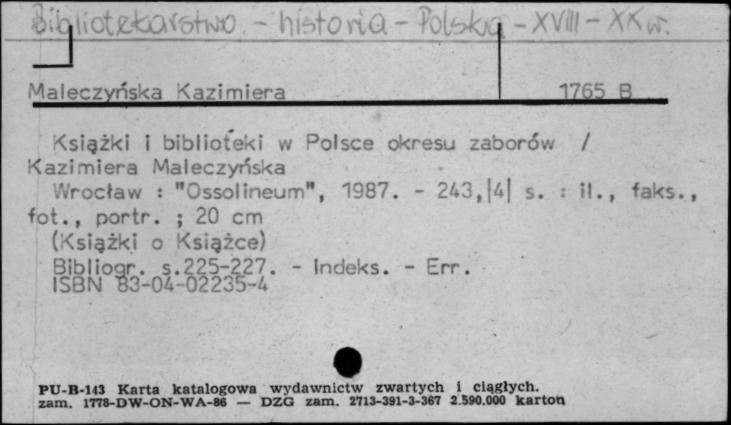 Bibliotekarstwo. - historia - Polska - XVIII - XX w.
Maleczyńska Kazimiera 1765 B
Książki i biblioteki w Polsce okresu zaborów /
Kazimiera Maleczyńska
Wrocław : "Ossolineum", 1987. - 243,|4| s. : il., faks.,
fot., portr. ; 20 cm
(Książki o Książce)
Bibliogr. s.225-227. - Indeks. - Err.
ISBN 83-04-02235-4
PU-B-143 Karta katalogowa wydawnictw zwartych i ciągłych.
zam. 1778-DW-ON-WA-86 — DZG zam. 2713-391-3-367 2.590.000 karton